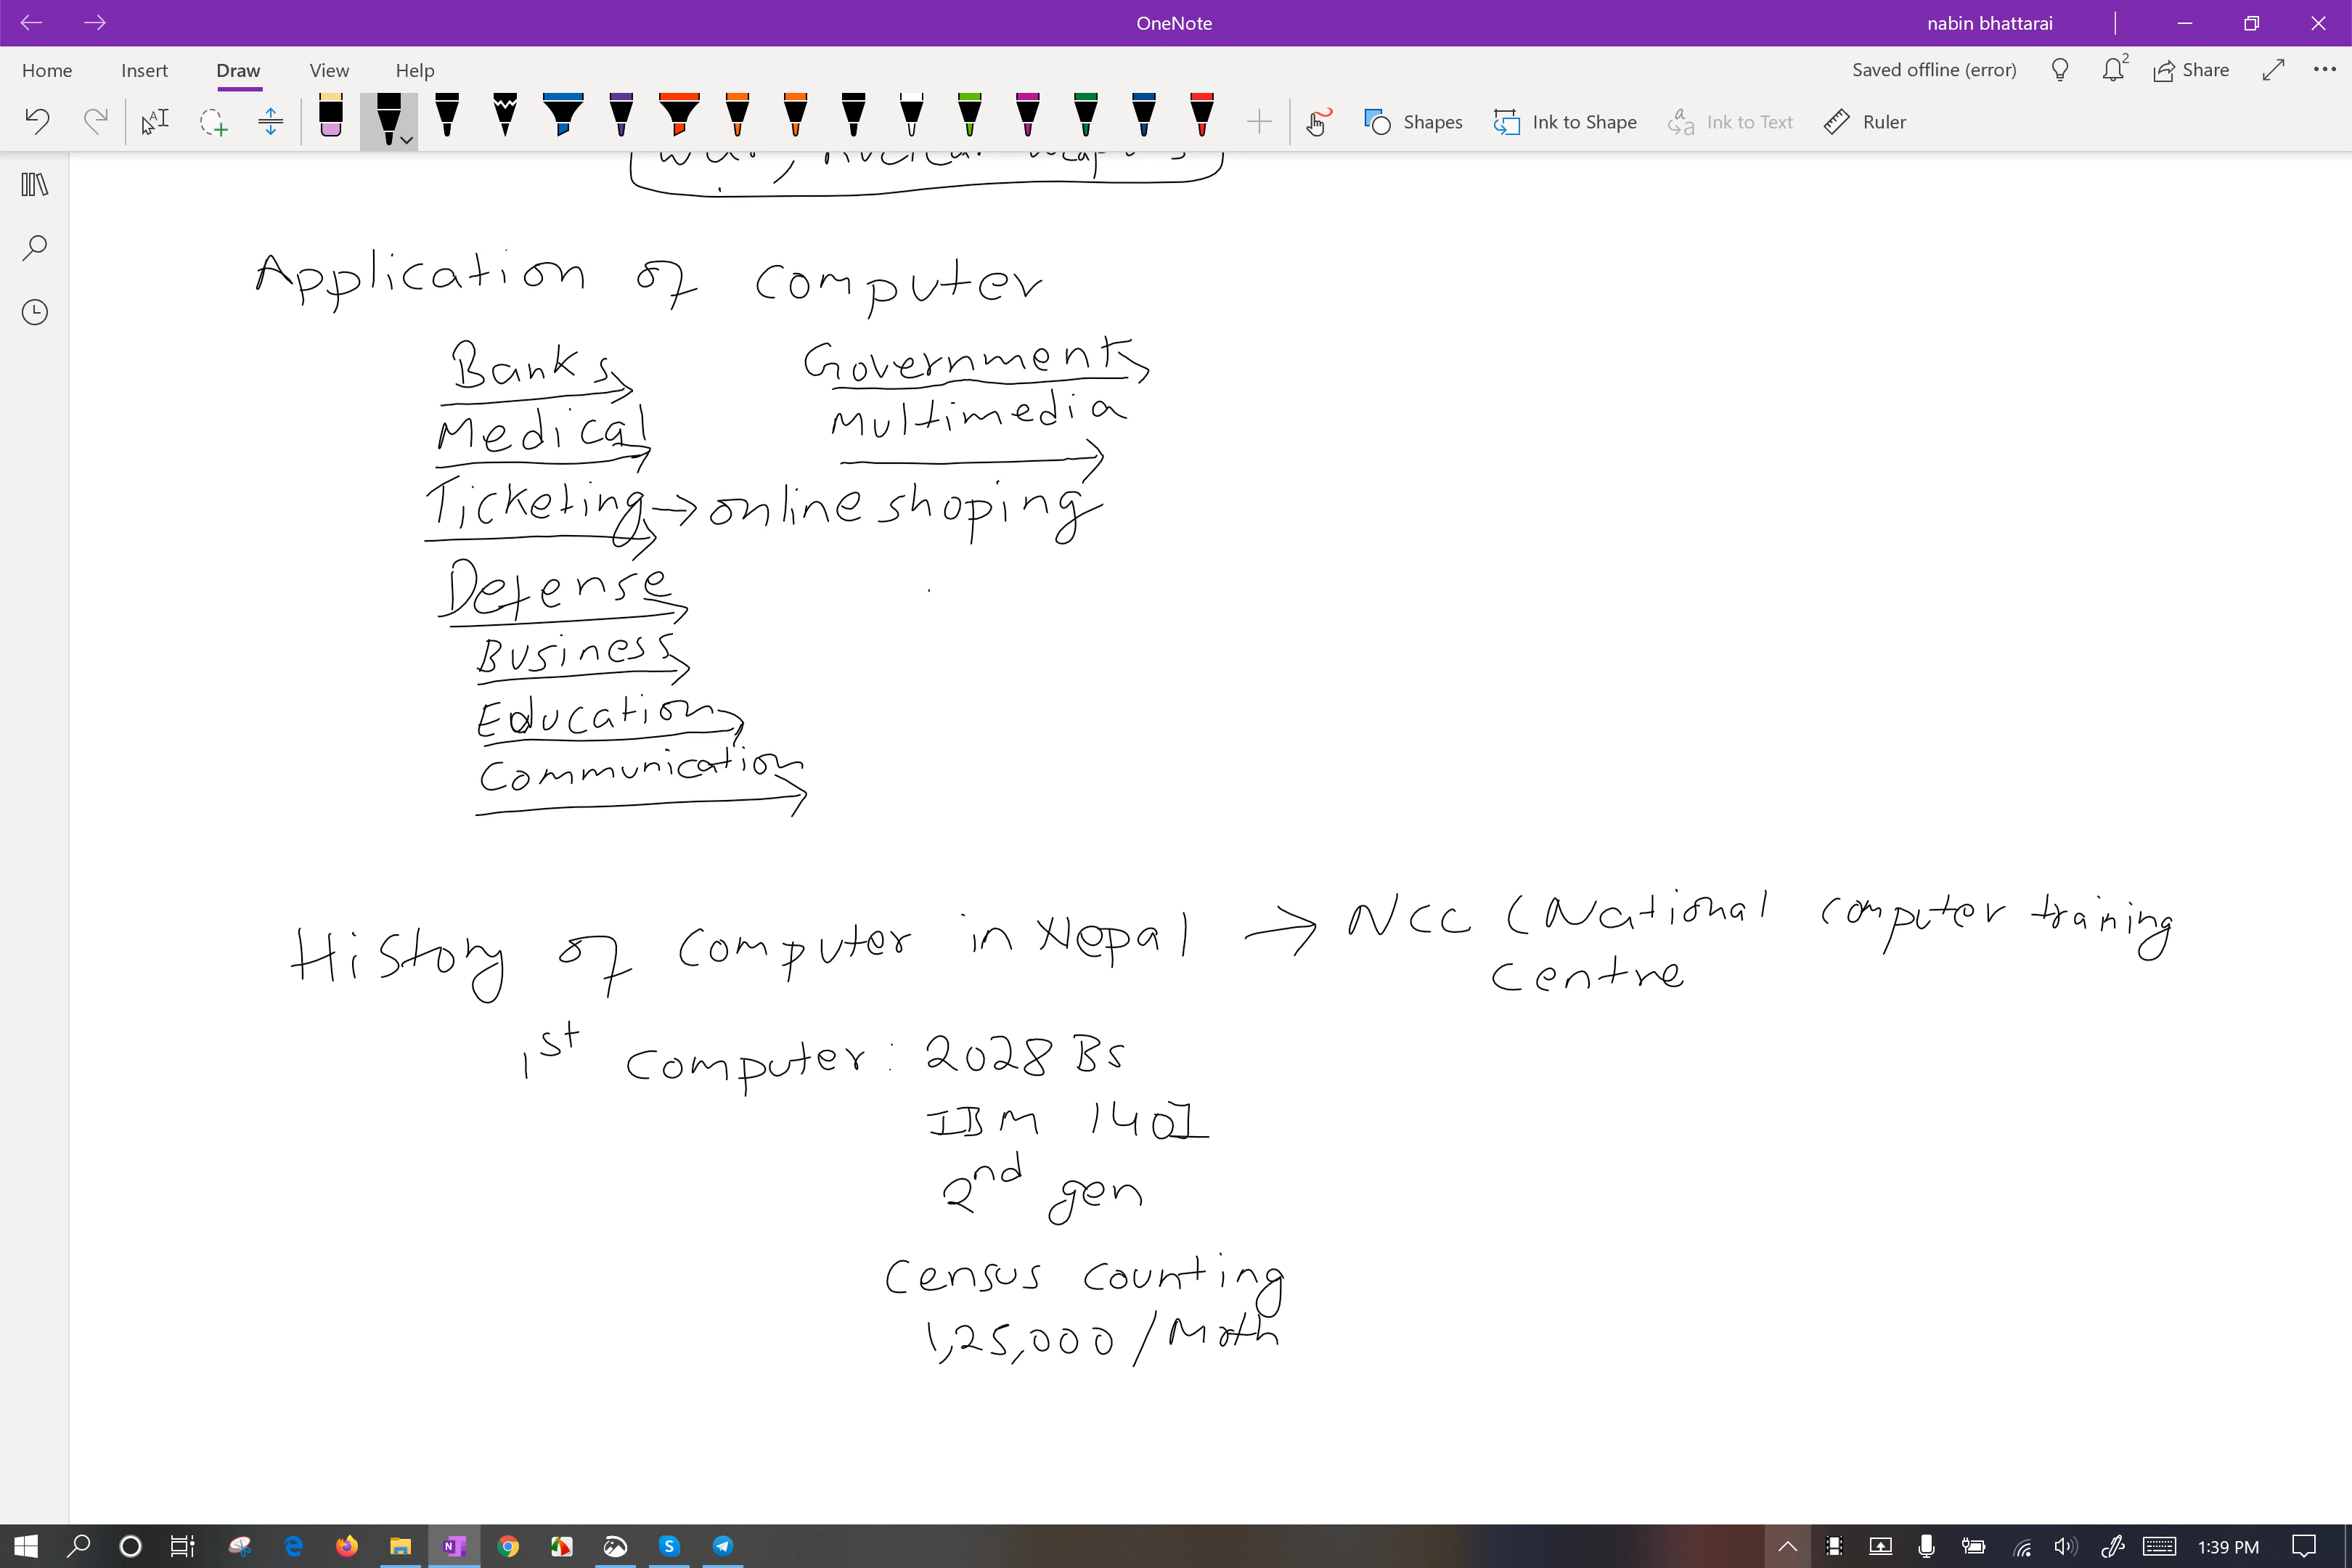 OneNote
nabin bhattarai
Home Insert Draw View Help
Saved offline (error)
2
Share
Shapes
Ink to Shape
Ink to Text
Ruler
Application of computer
Banks
Medical
Ticketing → online shoping
Defense
Business
Education
Communication
Government
Multimedia
History of computer in Nepal → NCC (National computer training
centre
1st computer: 2028 BS
IBM 1401
2nd gen
Census counting
1,25,000 / Moth
1:39 PM